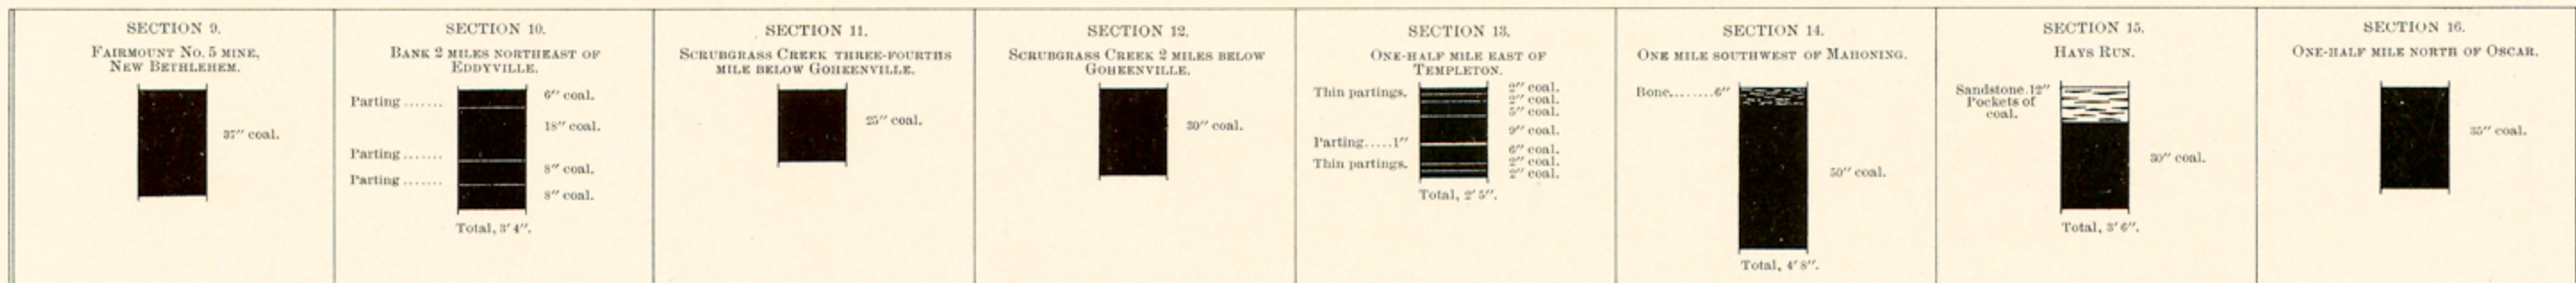 SECTION 9.
FAIRMOUNT NO. 5 MINE,
NEW BETHLEHEM.
37" coal.
SECTION 10.
BANK 2 MILES NORTHEAST OF
EDDYVILLE.
Parting.......
6" coal.
18" coal.
Parting.......
8" coal.
Parting.......
8" coal.
Total, 3' 4".
SECTION 11.
SCRUBGRASS CREEK THREE-FOURTHS
MILE BELOW GOHEENVILLE.
25" coal.
SECTION 12.
SCRUBGRASS CREEK 2 MILES BELOW
GOHEENVILLE.
30" coal.
SECTION 13.
ONE-HALF MILE EAST OF
TEMPLETON.
Thin partings.
2" coal.
2" coal.
5" coal.
9" coal.
Parting.....1"
6" coal.
Thin partings.
2" coal.
2" coal.
Total, 2' 5".
SECTION 14.
ONE MILE SOUTHWEST OF MAHONING.
Bone........6"
50" coal.
Total, 4' 8".
SECTION 15.
HAYS RUN.
Sandstone.12"
Pockets of
coal.
30" coal.
Total, 3' 6".
SECTION 16.
ONE-HALF MILE NORTH OF OSCAR.
35" coal.